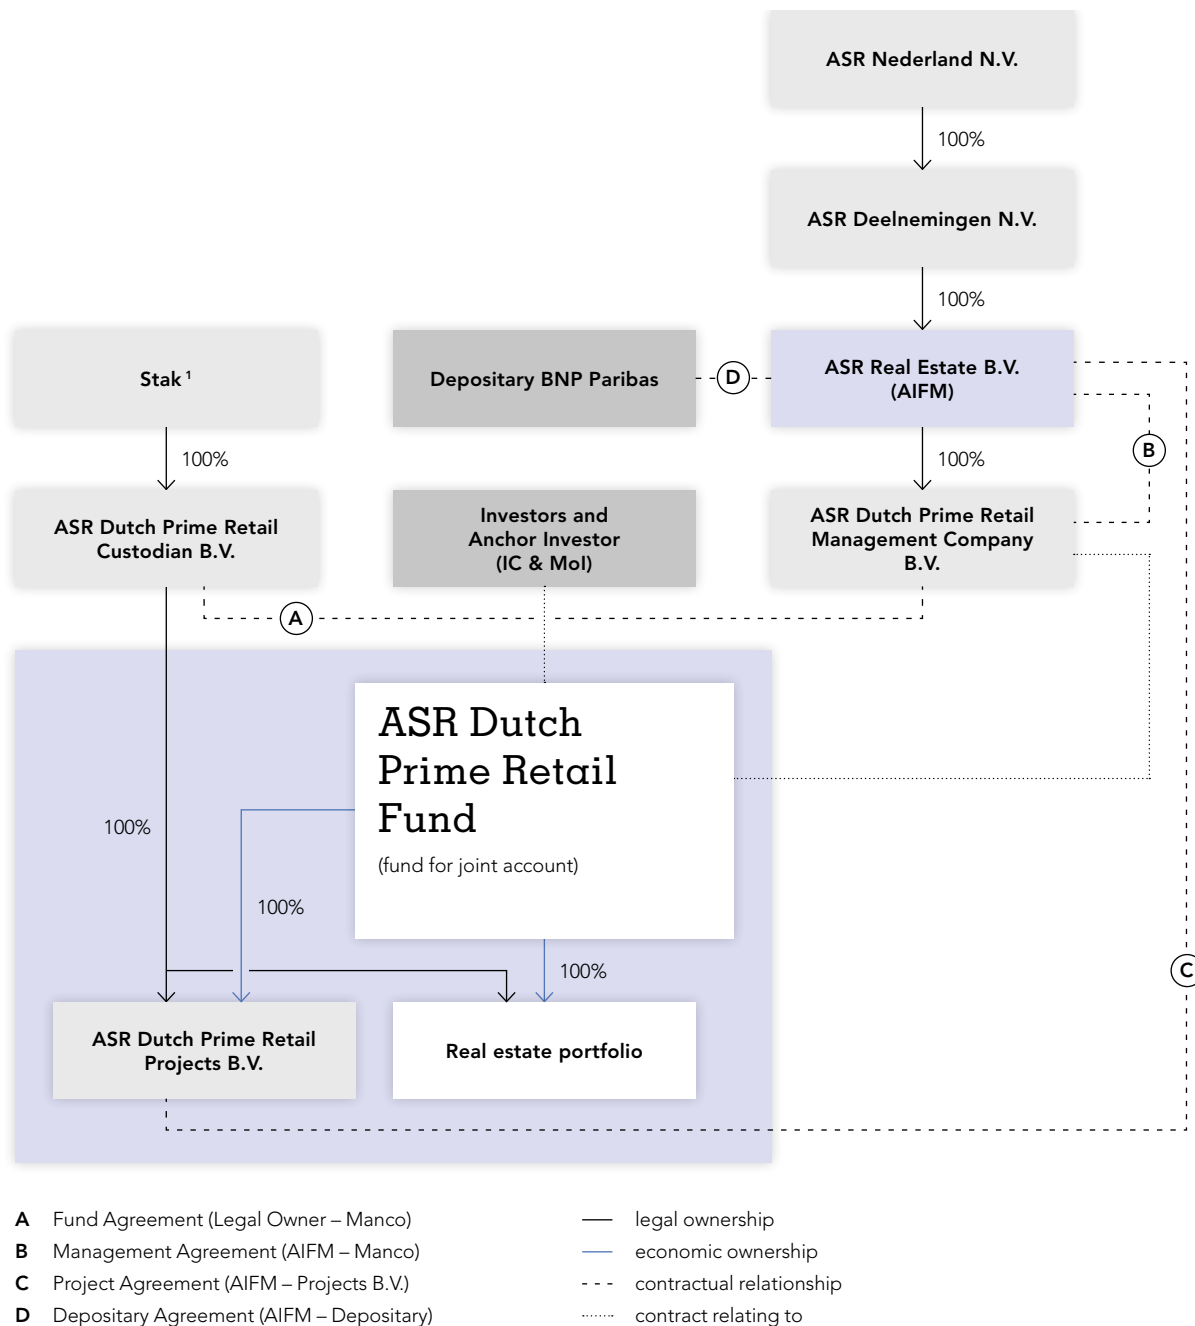 ASR Nederland N.V.
100%
ASR Deelnemingen N.V.
100%
Stak ¹
Depositary BNP Paribas
D
ASR Real Estate B.V.
(AIFM)
100%
100%
B
ASR Dutch Prime Retail
Custodian B.V.
Investors and
Anchor Investor
(IC & MoI)
ASR Dutch Prime Retail
Management Company
B.V.
A
ASR Dutch
Prime Retail
Fund
(fund for joint account)
100%
100%
100%
C
ASR Dutch Prime Retail
Projects B.V.
Real estate portfolio
A Fund Agreement (Legal Owner – Manco)
B Management Agreement (AIFM – Manco)
C Project Agreement (AIFM – Projects B.V.)
D Depositary Agreement (AIFM – Depositary)
legal ownership
economic ownership
contractual relationship
contract relating to